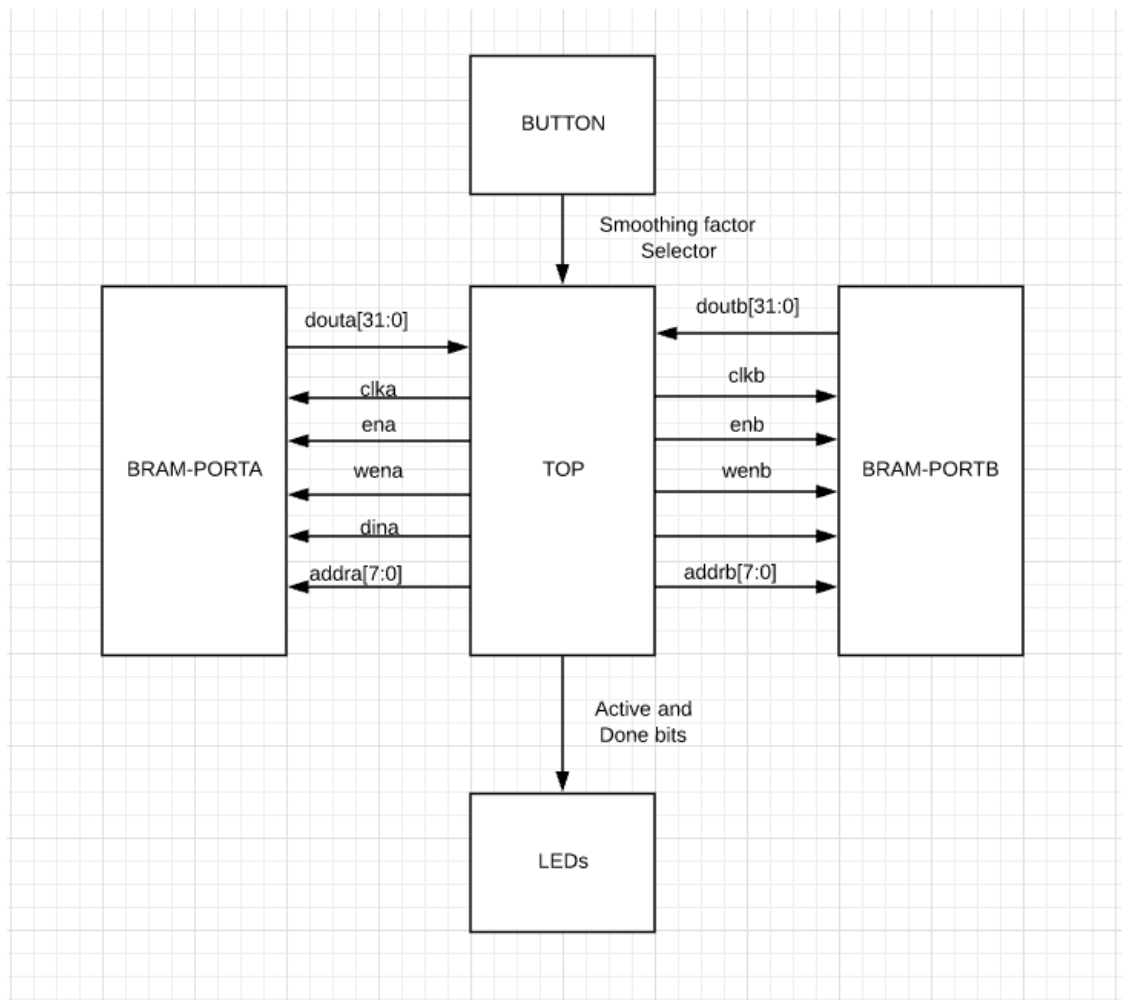 BUTTON
Smoothing factor
Selector
douta[31:0]
doutb[31:0]
clka
clkb
ena
enb
BRAM-PORTA
wena
TOP
wenb
BRAM-PORTB
dina
addra[7:0]
addrb[7:0]
Active and
Done bits
LEDs